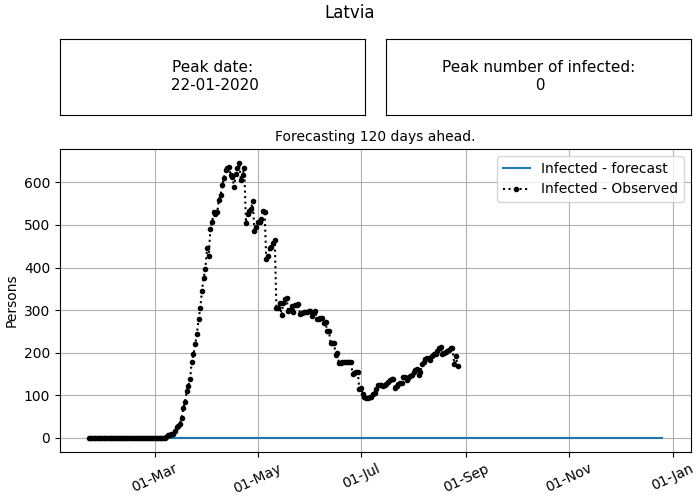 Latvia
Peak date:
22-01-2020
Peak number of infected:
0
Forecasting 120 days ahead.
Infected - forecast
Infected - Observed
Persons
600
500
400
300
200
100
0
01-Mar
01-May
01-Jul
01-Sep
01-Nov
01-Jan